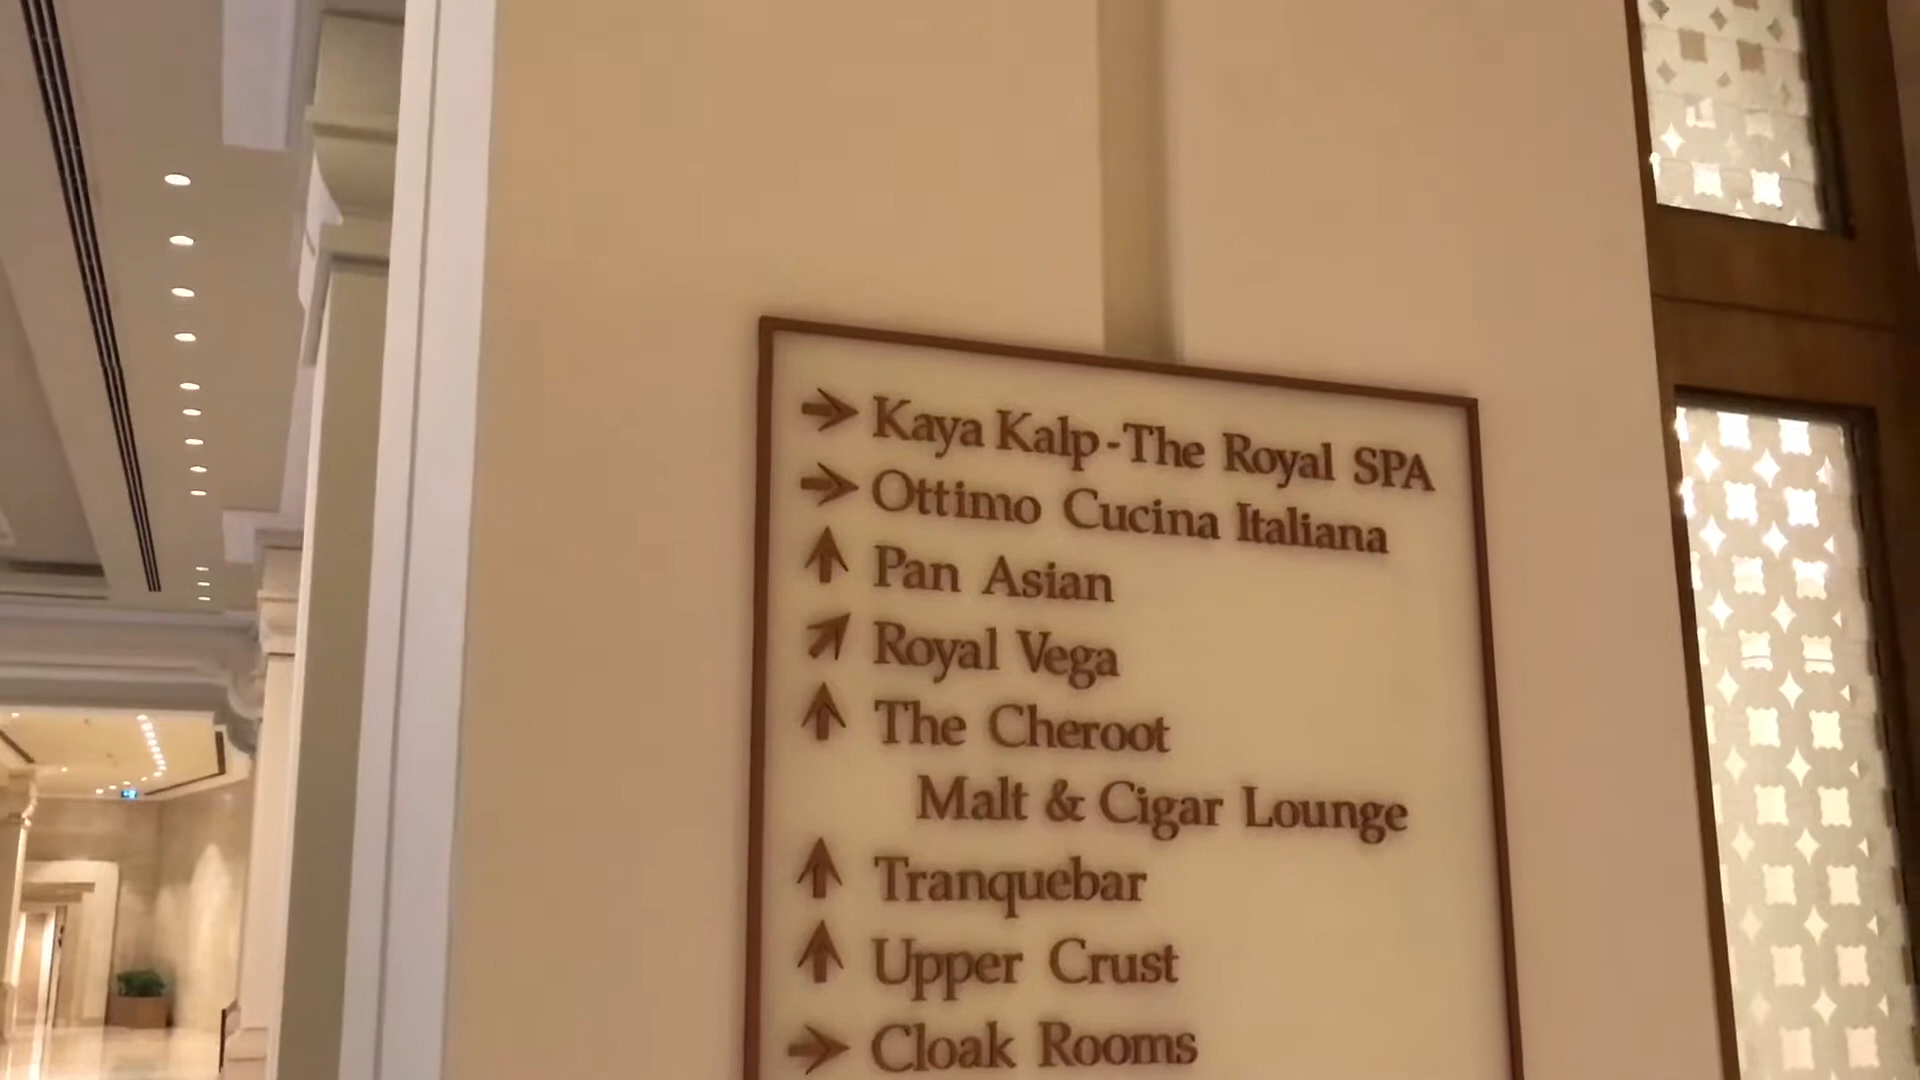 → Kaya Kalp-The Royal SPA
→ Ottimo Cucina Italiana
↑ Pan Asian
↗ Royal Vega
↑ The Cheroot
Malt & Cigar Lounge
↑ Tranquebar
↑ Upper Crust
→ Cloak Rooms